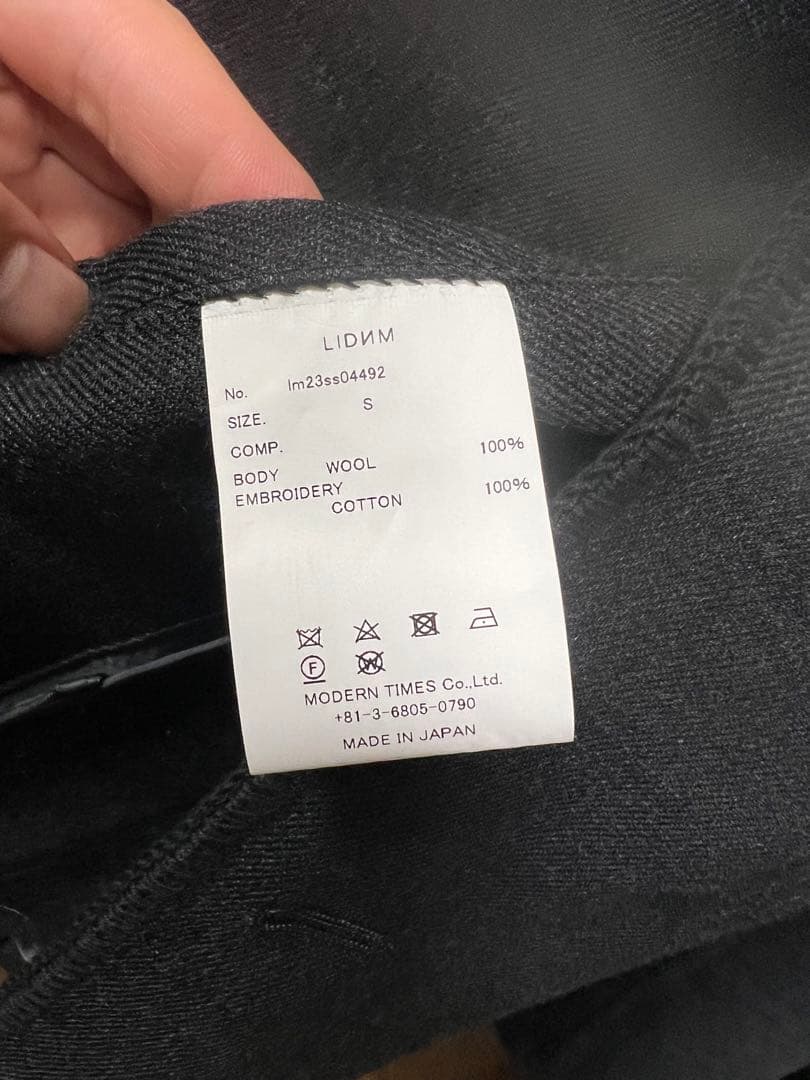 LIDИM
No. lm23ss04492
SIZE. S
COMP.
BODY WOOL 100%
EMBROIDERY
COTTON 100%
F W
MODERN TIMES Co.,Ltd.
+81-3-6805-0790
MADE IN JAPAN